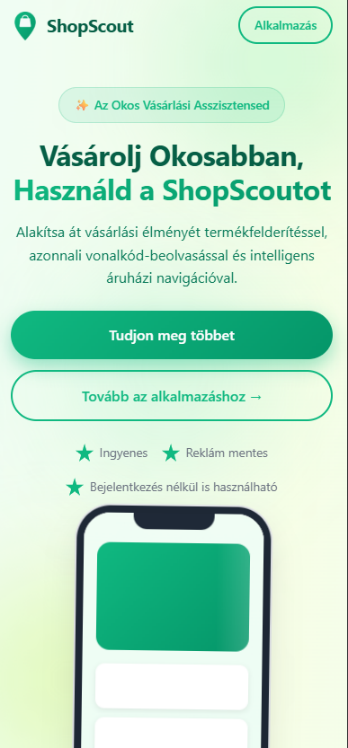 ShopScout
Alkalmazás
✨ Az Okos Vásárlási Asszisztensed
Vásárolj Okosabban,
Használd a ShopScoutot
Alakítsa át vásárlási élményét termékfelderítéssel,
azonnali vonalkód-beolvasással és intelligens
áruházi navigációval.
Tudjon meg többet
Tovább az alkalmazáshoz →
★ Ingyenes ★ Reklám mentes
★ Bejelentkezés nélkül is használható